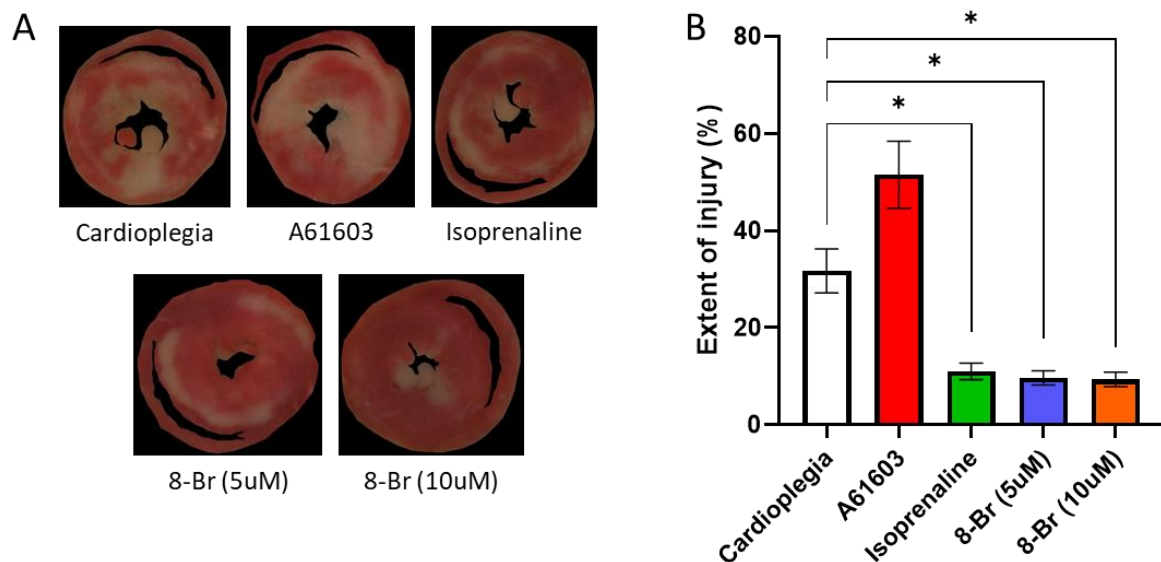 A
Cardioplegia
A61603
Isoprenaline
8-Br (5uM)
8-Br (10uM)
B
Extent of injury (%)
80
60
40
20
0
*
*
*
Cardioplegia
A61603
Isoprenaline
8-Br (5uM)
8-Br (10uM)